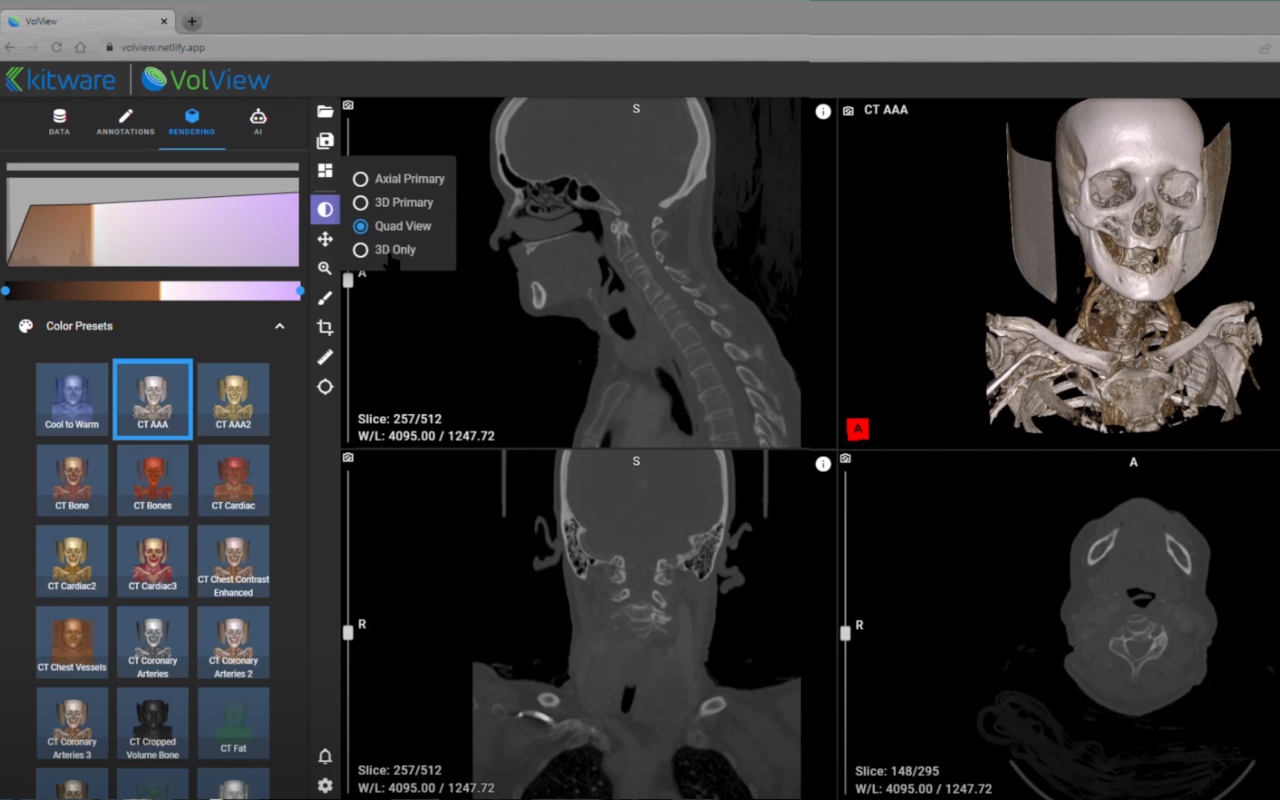 VolView
volview.netlify.app
kitware
VolView
DATA
ANNOTATIONS
RENDERING
AI
Color Presets
Cool to Warm
CT AAA
CT AAA2
CT Bone
CT Bones
CT Cardiac
CT Cardiac2
CT Cardiac3
CT Chest Contrast
Enhanced
CT Chest Vessels
CT Coronary
Arteries
CT Coronary
Arteries 2
CT Coronary
Arteries 3
CT Cropped
Volume Bone
CT Fat
Axial Primary
3D Primary
Quad View
3D Only
S
A
Slice: 257/512
W/L: 4095.00 / 1247.72
CT AAA
A
S
R
Slice: 257/512
W/L: 4095.00 / 1247.72
A
R
Slice: 148/295
W/L: 4095.00 / 1247.72